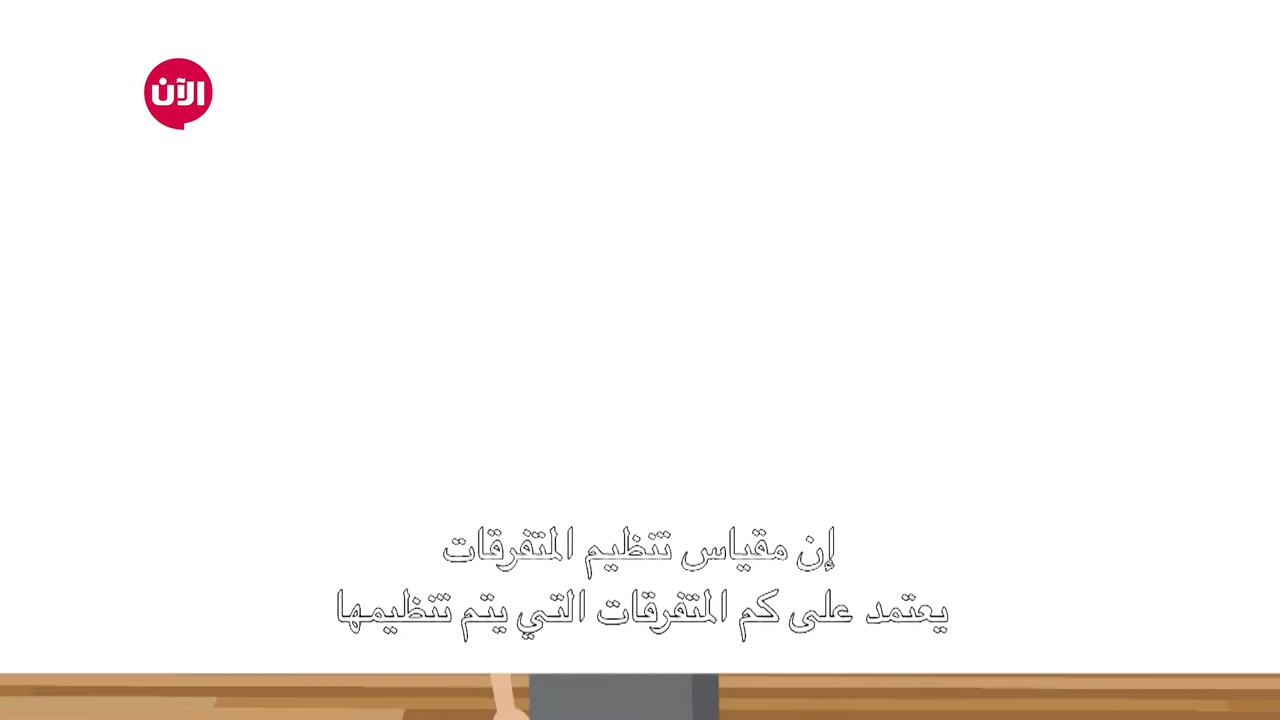 الآن
إن مقياس تنظيم المتفرقات
يعتمد على كم المتفرقات التي يتم تنظيمها